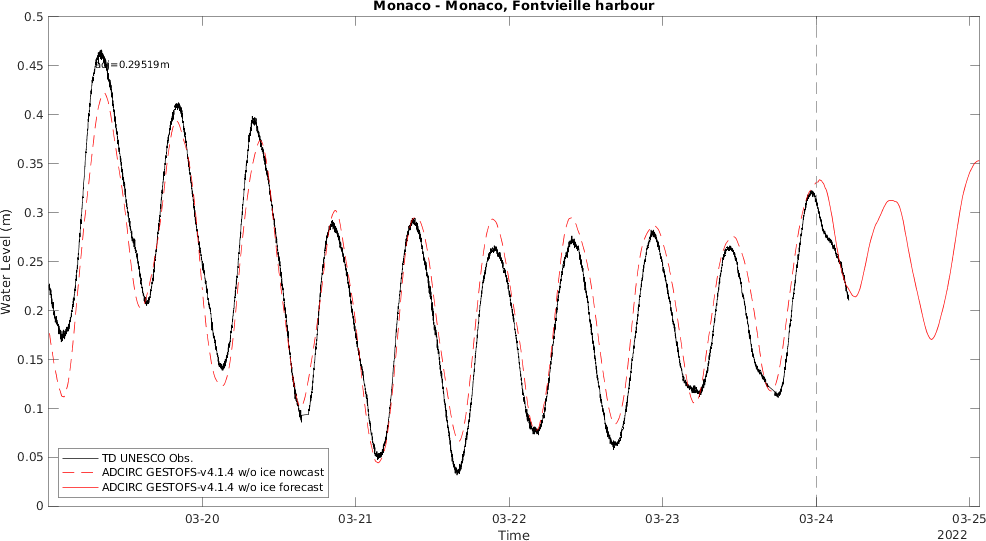 Monaco - Monaco, Fontvieille harbour
0.5
0.45
0.4
0.35
0.3
0.25
0.2
0.15
0.1
0.05
0
Water Level (m)
=0.29519m
TD UNESCO Obs.
ADCIRC GESTOFS-v4.1.4 w/o ice nowcast
ADCIRC GESTOFS-v4.1.4 w/o ice forecast
03-20
03-21
03-22
03-23
03-24
03-25
Time
2022